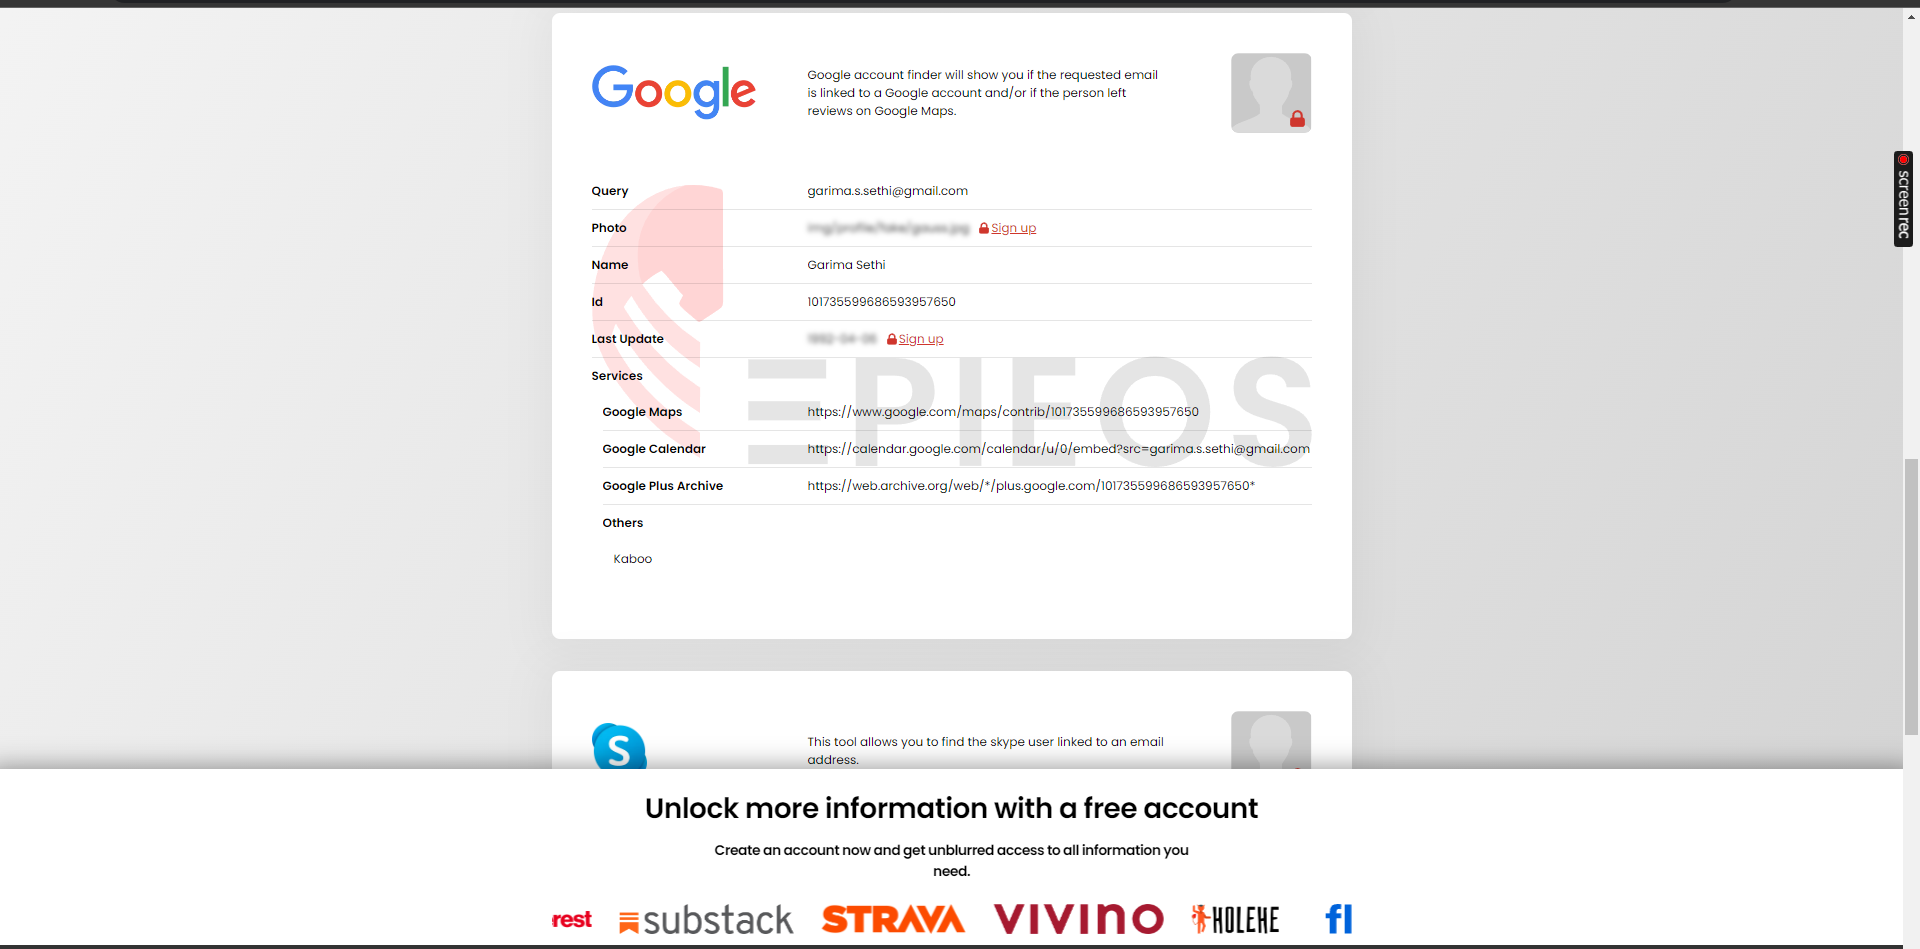 Google
Google account finder will show you if the requested email
is linked to a Google account and/or if the person left
reviews on Google Maps.
Query garima.s.sethi@gmail.com
Photo Sign up
Name Garima Sethi
Id 101735599686593957650
Last Update Sign up
Services
EPIEOS
Google Maps https://www.google.com/maps/contrib/101735599686593957650
Google Calendar https://calendar.google.com/calendar/u/0/embed?src=garima.s.sethi@gmail.com
Google Plus Archive https://web.archive.org/web/*/plus.google.com/101735599686593957650*
Others
Kaboo
screenrec
S
This tool allows you to find the skype user linked to an email
address.
Unlock more information with a free account
Create an account now and get unblurred access to all information you
need.
rest substack STRAVA VIVINO HOLEHE fl